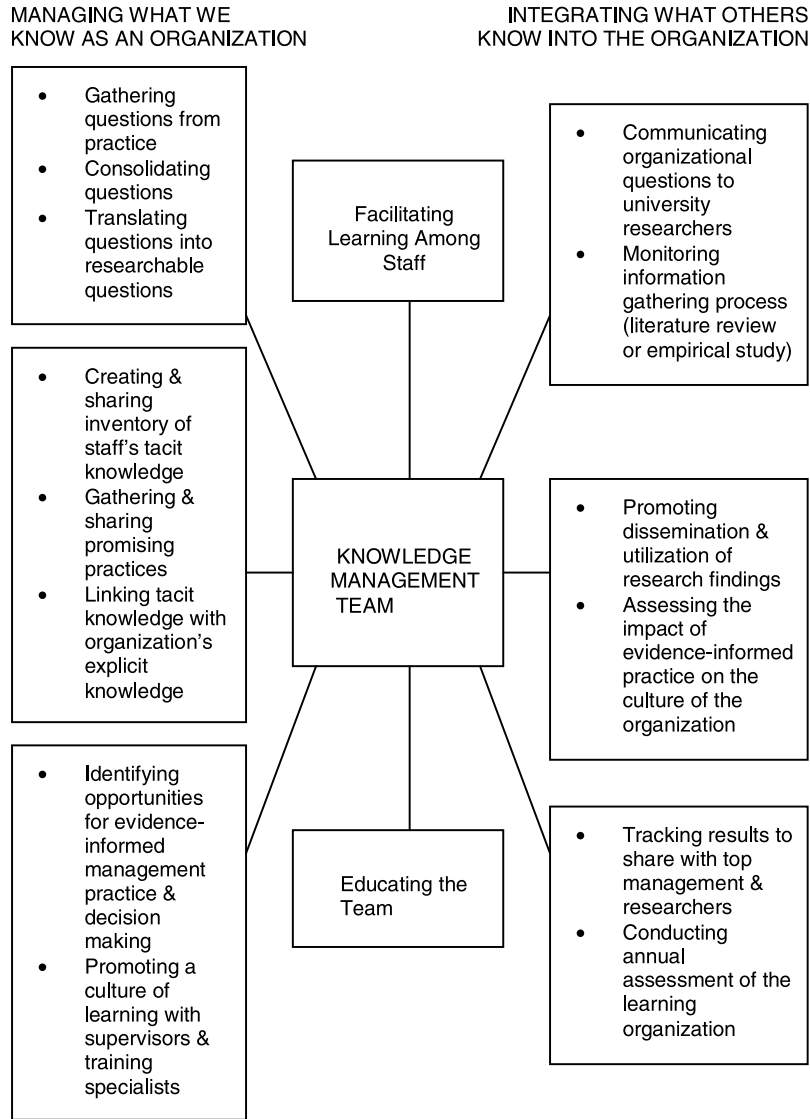 MANAGING WHAT WE
KNOW AS AN ORGANIZATION
INTEGRATING WHAT OTHERS
KNOW INTO THE ORGANIZATION
• Gathering
questions from
practice
• Consolidating
questions
• Translating
questions into
researchable
questions
Facilitating
Learning Among
Staff
• Communicating
organizational
questions to
university
researchers
• Monitoring
information
gathering process
(literature review
or empirical study)
• Creating &
sharing
inventory of
staff's tacit
knowledge
• Gathering &
sharing
promising
practices
• Linking tacit
knowledge with
organization's
explicit
knowledge
KNOWLEDGE
MANAGEMENT
TEAM
• Promoting
dissemination &
utilization of
research findings
• Assessing the
impact of
evidence-informed
practice on the
culture of the
organization
• Identifying
opportunities
for evidence-
informed
management
practice &
decision
making
• Promoting a
culture of
learning with
supervisors &
training
specialists
Educating the
Team
• Tracking results to
share with top
management &
researchers
• Conducting
annual
assessment of the
learning
organization